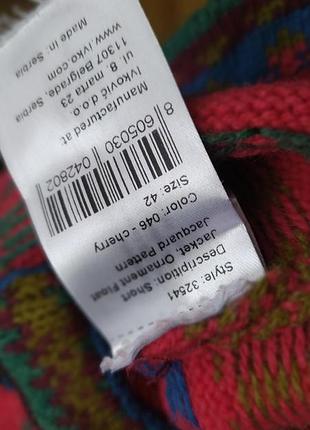 Style: 32541
Description: Short
Jacket, Ornament Float
Jacquard Pattern
Color: 046 - cherry
Size : 42
8 605030 042802
Manufactured at
Ivković d.o.o.
ul. 8. marta 23
11307 Belgrade, Serbia
www.ivko.com
Made in: Serbia